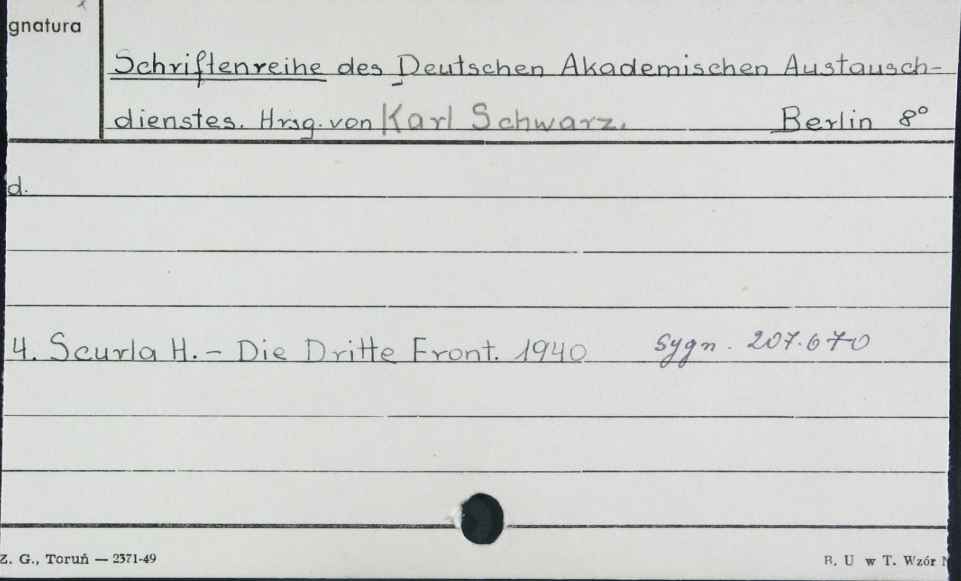 gnatura
Schriftenreihe des Deutschen Akademischen Austausch-
dienstes. Hrsg. von Karl Schwarz. Berlin 8°
d.
4. Scurla H. – Die Dritte Front. 1940 Sygn. 207.670
Z. G., Toruń — 2371-49
B. U w T. Wzór